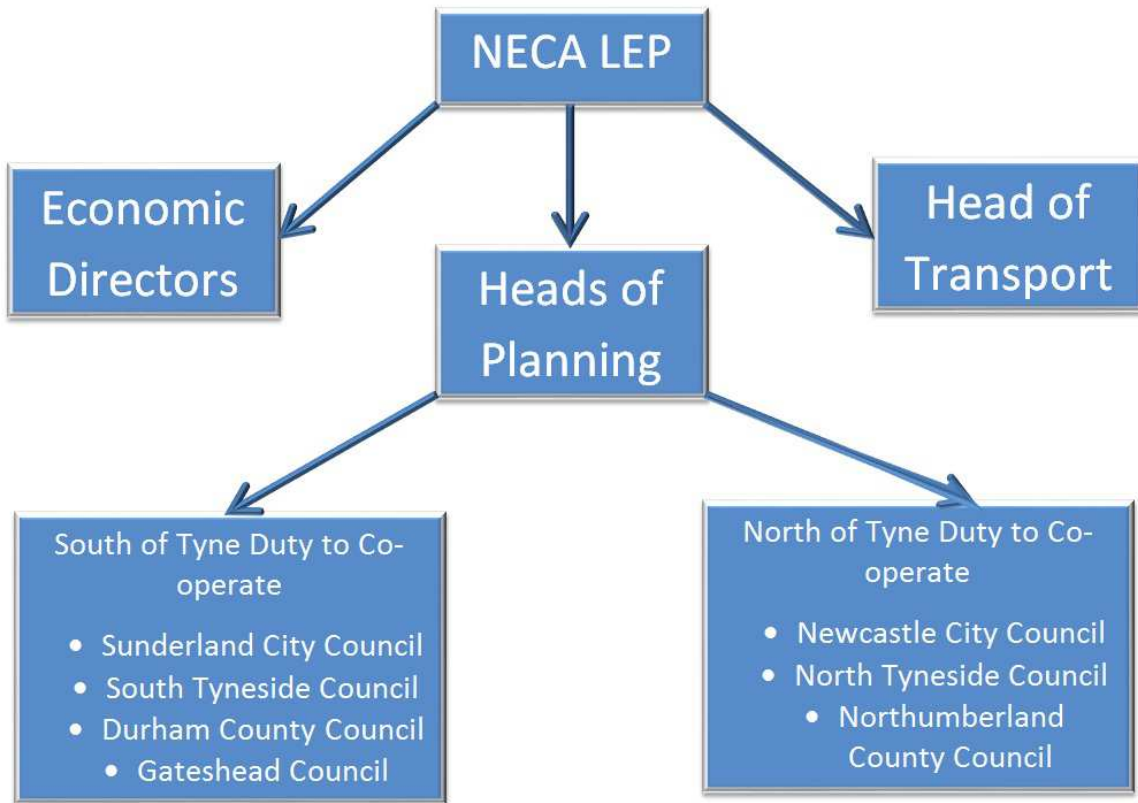 NECA LEP
Economic
Directors
Heads of
Planning
Head of
Transport
South of Tyne Duty to Co-
operate
• Sunderland City Council
• South Tyneside Council
• Durham County Council
• Gateshead Council
North of Tyne Duty to Co-
operate
• Newcastle City Council
• North Tyneside Council
• Northumberland
County Council